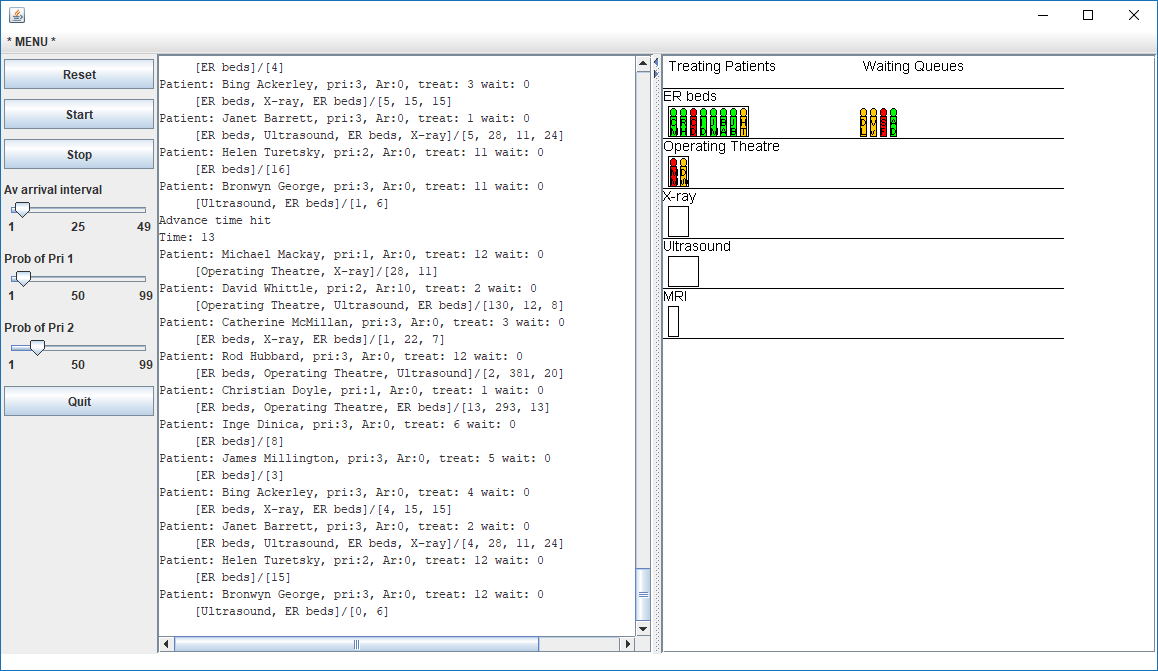 * MENU *
Reset
Start
Stop
Av arrival interval
1 25 49
Prob of Pri 1
1 50 99
Prob of Pri 2
1 50 99
Quit
[ER beds]/[4]
Patient: Bing Ackerley, pri:3, Ar:0, treat: 3 wait: 0
[ER beds, X-ray, ER beds]/[5, 15, 15]
Patient: Janet Barrett, pri:3, Ar:0, treat: 1 wait: 0
[ER beds, Ultrasound, ER beds, X-ray]/[5, 28, 11, 24]
Patient: Helen Turetsky, pri:2, Ar:0, treat: 11 wait: 0
[ER beds]/[16]
Patient: Bronwyn George, pri:3, Ar:0, treat: 11 wait: 0
[Ultrasound, ER beds]/[1, 6]
Advance time hit
Time: 13
Patient: Michael Mackay, pri:1, Ar:0, treat: 12 wait: 0
[Operating Theatre, X-ray]/[28, 11]
Patient: David Whittle, pri:2, Ar:10, treat: 2 wait: 0
[Operating Theatre, Ultrasound, ER beds]/[130, 12, 8]
Patient: Catherine McMillan, pri:3, Ar:0, treat: 3 wait: 0
[ER beds, X-ray, ER beds]/[1, 22, 7]
Patient: Rod Hubbard, pri:3, Ar:0, treat: 12 wait: 0
[ER beds, Operating Theatre, Ultrasound]/[2, 381, 20]
Patient: Christian Doyle, pri:1, Ar:0, treat: 1 wait: 0
[ER beds, Operating Theatre, ER beds]/[13, 293, 13]
Patient: Inge Dinica, pri:3, Ar:0, treat: 6 wait: 0
[ER beds]/[8]
Patient: James Millington, pri:3, Ar:0, treat: 5 wait: 0
[ER beds]/[3]
Patient: Bing Ackerley, pri:3, Ar:0, treat: 4 wait: 0
[ER beds, X-ray, ER beds]/[4, 15, 15]
Patient: Janet Barrett, pri:3, Ar:0, treat: 2 wait: 0
[ER beds, Ultrasound, ER beds, X-ray]/[4, 28, 11, 24]
Patient: Helen Turetsky, pri:2, Ar:0, treat: 12 wait: 0
[ER beds]/[15]
Patient: Bronwyn George, pri:3, Ar:0, treat: 12 wait: 0
[Ultrasound, ER beds]/[0, 6]
Treating Patients Waiting Queues
ER beds
Operating Theatre
X-ray
Ultrasound
MRI